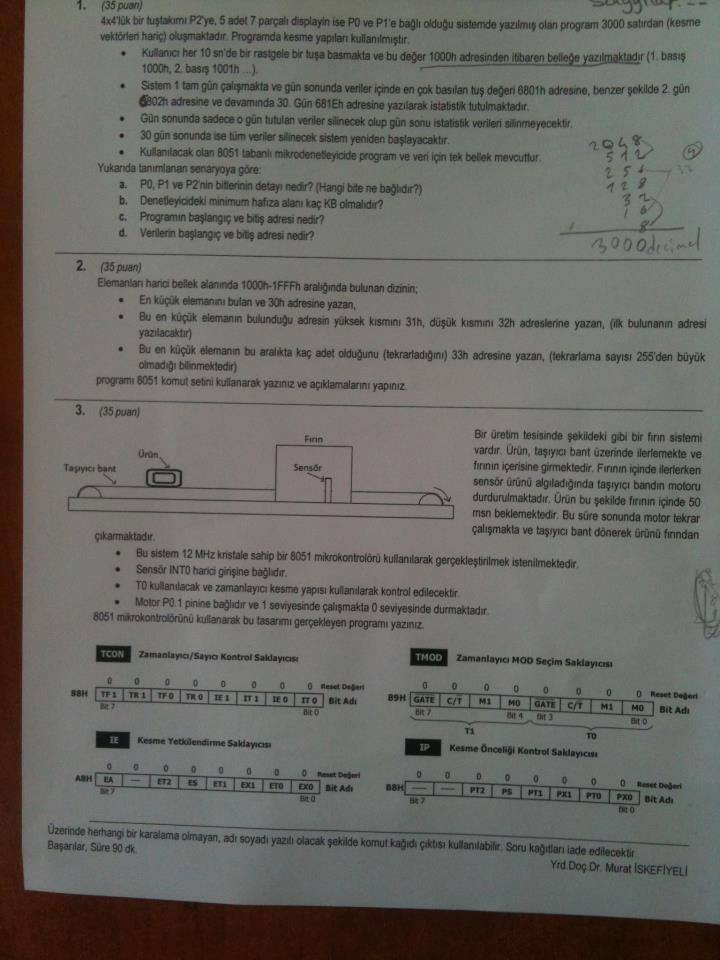 1. (35 puan)
4x4'lük bir tuştakımı P2'ye, 5 adet 7 parçalı displayin ise P0 ve P1'e bağlı olduğu sistemde yazılmış olan program 3000 satırdan (kesme
vektörleri hariç) oluşmaktadır. Programda kesme yapıları kullanılmıştır.
• Kullanıcı her 10 sn'de bir rastgele bir tuşa basmakta ve bu değer 1000h adresinden itibaren belleğe yazılmaktadır (1. basış
1000h, 2. basış 1001h ...).
• Sistem 1 tam gün çalışmakta ve gün sonunda veriler içinde en çok basılan tuş değeri 6801h adresine, benzer şekilde 2. gün
6802h adresine ve devamında 30. Gün 681Eh adresine yazılarak istatistik tutulmaktadır.
• Gün sonunda sadece o gün tutulan veriler silinecek olup gün sonu istatistik verileri silinmeyecektir.
• 30 gün sonunda ise tüm veriler silinecek sistem yeniden başlayacaktır.
• Kullanılacak olan 8051 tabanlı mikrodenetleyicide program ve veri için tek bellek mevcuttur.
Yukarıda tanımlanan senaryoya göre:
a. P0, P1 ve P2'nin bitlerinin detayı nedir? (Hangi bite ne bağlıdır?)
b. Denetleyicideki minimum hafıza alanı kaç KB olmalıdır?
c. Programın başlangıç ve bitiş adresi nedir?
d. Verilerin başlangıç ve bitiş adresi nedir?
2048
512
256
128
32
16
8
3000 decimal
2. (35 puan)
Elemanları harici bellek alanında 1000h-1FFFh aralığında bulunan dizinin;
• En küçük elemanını bulan ve 30h adresine yazan,
• Bu en küçük elemanın bulunduğu adresin yüksek kısmını 31h, düşük kısmını 32h adreslerine yazan, (ilk bulunanın adresi
yazılacaktır)
• Bu en küçük elemanın bu aralıkta kaç adet olduğunu (tekrarladığını) 33h adresine yazan, (tekrarlama sayısı 255'den büyük
olmadığı bilinmektedir)
programı 8051 komut setini kullanarak yazınız ve açıklamalarını yapınız.
3. (35 puan)
Taşıyıcı bant
Ürün
Fırın
Sensör
Bir üretim tesisinde şekildeki gibi bir fırın sistemi
vardır. Ürün, taşıyıcı bant üzerinde ilerlemekte ve
fırının içerisine girmektedir. Fırının içinde ilerlerken
sensör ürünü algıladığında taşıyıcı bandın motoru
durdurulmaktadır. Ürün bu şekilde fırının içinde 50
msn beklemektedir. Bu süre sonunda motor tekrar
çalışmakta ve taşıyıcı bant dönerek ürünü fırından
çıkarmaktadır.
• Bu sistem 12 MHz kristale sahip bir 8051 mikrokontrolörü kullanılarak gerçekleştirilmek istenilmektedir.
• Sensör INT0 harici girişine bağlıdır.
• T0 kullanılacak ve zamanlayıcı kesme yapısı kullanılarak kontrol edilecektir.
• Motor P0.1 pinine bağlıdır ve 1 seviyesinde çalışmakta 0 seviyesinde durmaktadır.
8051 mikrokontrolörünü kullanarak bu tasarımı gerçekleyen programı yazınız.
TCON Zamanlayıcı/Sayıcı Kontrol Saklayıcısı
0 0 0 0 0 0 0 0 Reset Değeri
88H TF 1 TR 1 TF 0 TR 0 IE 1 IT 1 IE 0 IT 0 Bit Adı
Bit 7 Bit 0
TMOD Zamanlayıcı MOD Seçim Saklayıcısı
0 0 0 0 0 0 0 0 Reset Değeri
89H GATE C/T M1 M0 GATE C/T M1 M0 Bit Adı
Bit 7 Bit 4 Bit 3 Bit 0
T1 T0
IE Kesme Yetkilendirme Saklayıcısı
0 0 0 0 0 0 0 0 Reset Değeri
A8H EA — ET2 ES ET1 EX1 ET0 EX0 Bit Adı
Bit 7 Bit 0
IP Kesme Önceliği Kontrol Saklayıcısı
0 0 0 0 0 0 0 0 Reset Değeri
B8H — — PT2 PS PT1 PX1 PT0 PX0 Bit Adı
Bit 7 Bit 0
Üzerinde herhangi bir karalama olmayan, adı soyadı yazılı olacak şekilde komut kağıdı çıktısı kullanılabilir. Soru kağıtları iade edilecektir.
Başarılar, Süre 90 dk.
Yrd.Doç.Dr. Murat İSKEFİYELİ